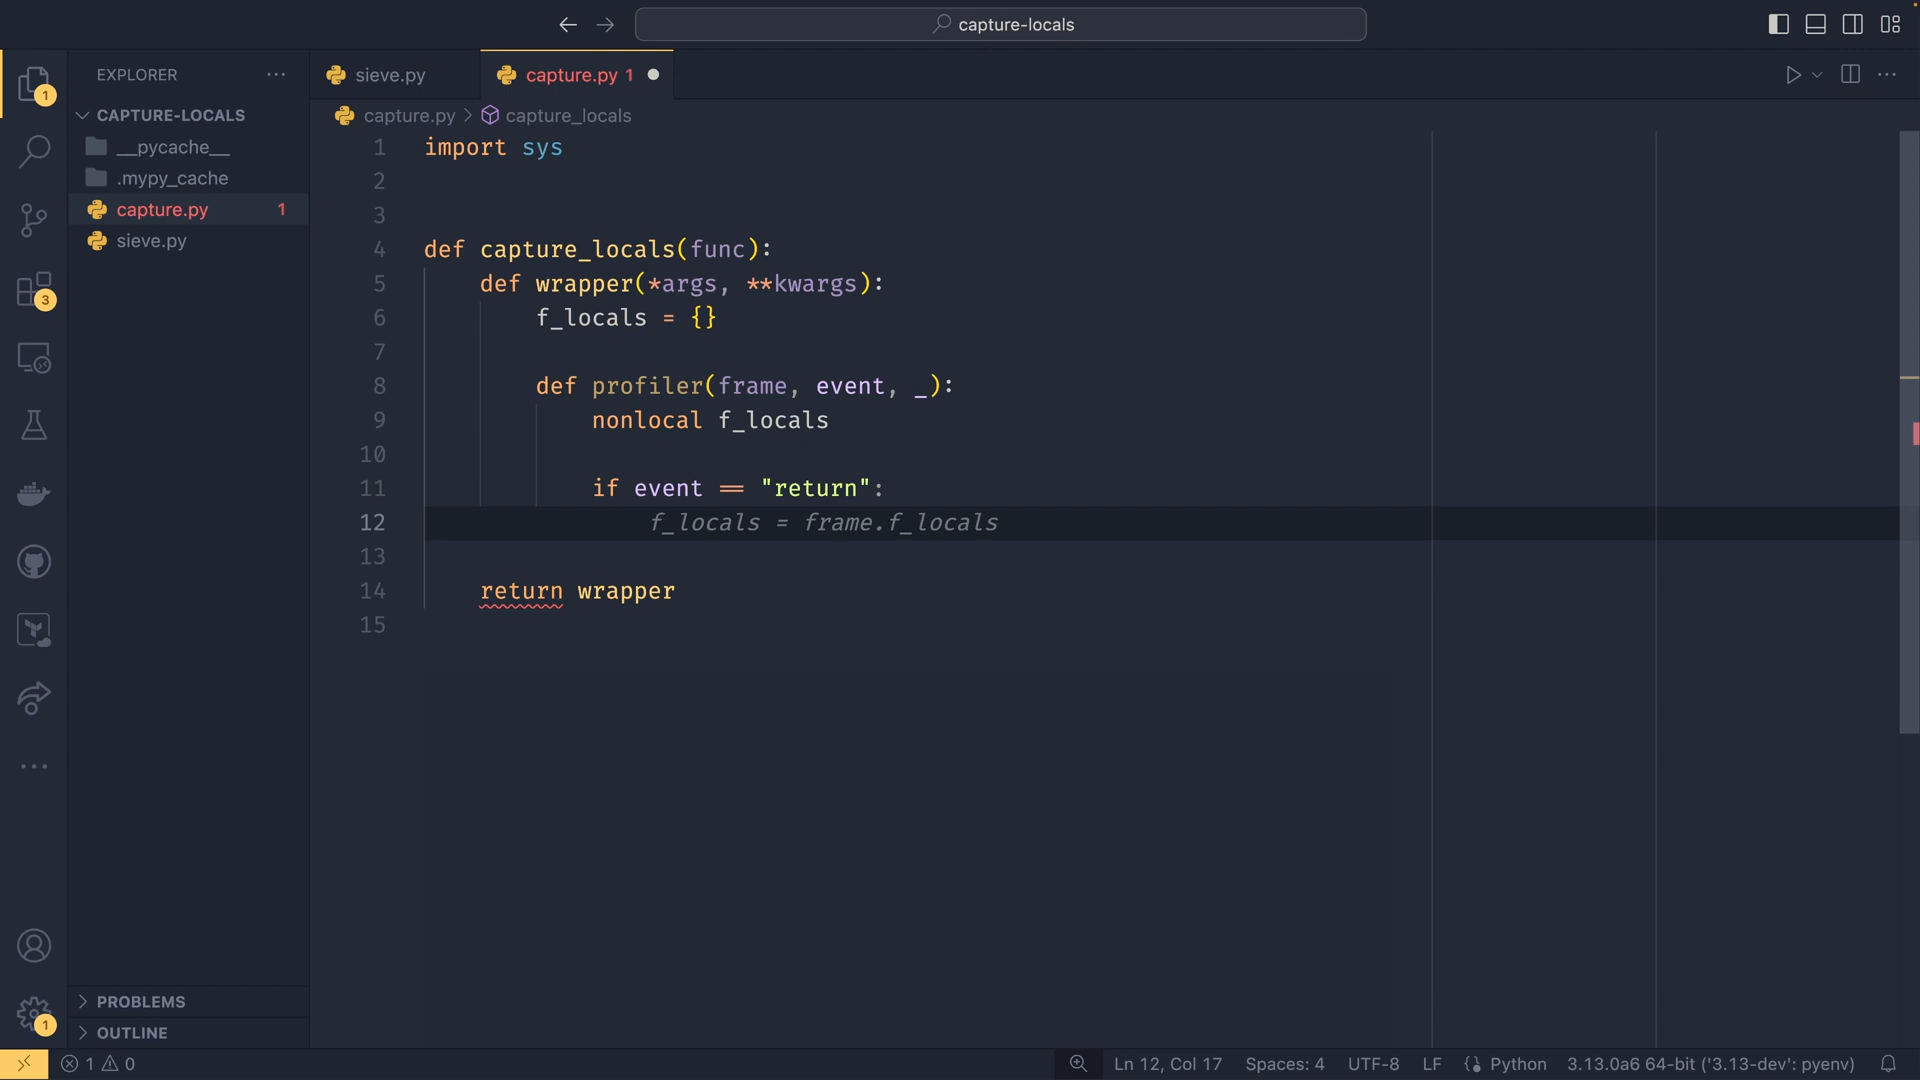 capture-locals
EXPLORER
sieve.py
capture.py 1
capture.py > capture_locals
CAPTURE-LOCALS
__pycache__
.mypy_cache
capture.py 1
sieve.py
1
3
1
1 import sys
2
3
4 def capture_locals(func):
5 def wrapper(*args, **kwargs):
6 f_locals = {}
7
8 def profiler(frame, event, _):
9 nonlocal f_locals
10
11 if event == "return":
12 f_locals = frame.f_locals
13
14 return wrapper
15
PROBLEMS
OUTLINE
1 0
Ln 12, Col 17
Spaces: 4
UTF-8
LF
Python
3.13.0a6 64-bit ('3.13-dev': pyenv)